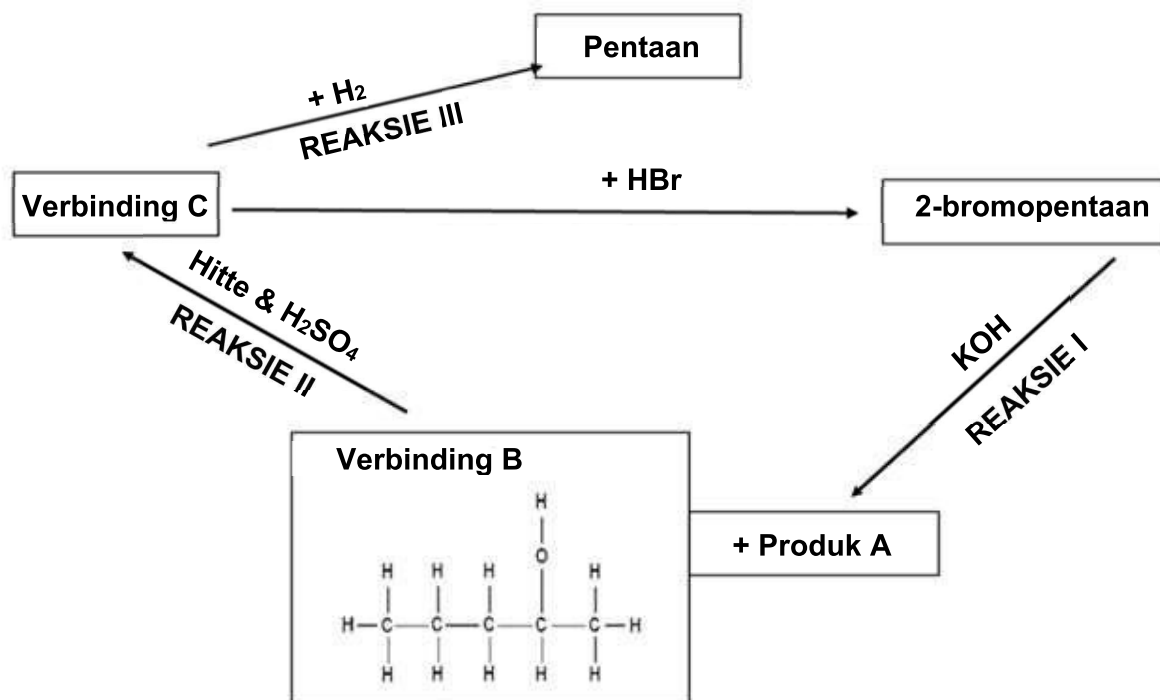 Pentaan
+ H₂
REAKSIE III
Verbinding C
+ HBr
2-bromopentaan
Hitte & H₂SO₄
REAKSIE II
KOH
REAKSIE I
Verbinding B
+ Produk A
H
O
H H H H
H C C C C C H
H H H H H